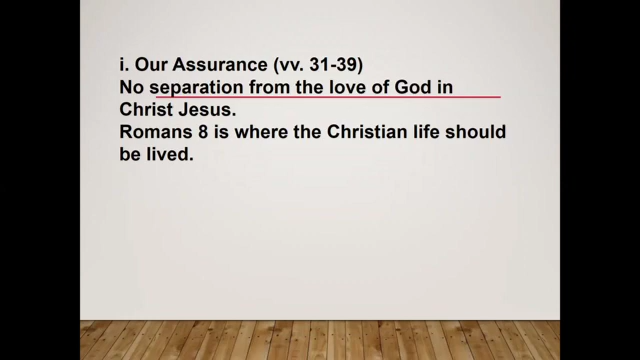 i. Our Assurance (vv. 31-39)
No separation from the love of God in
Christ Jesus.
Romans 8 is where the Christian life should
be lived.